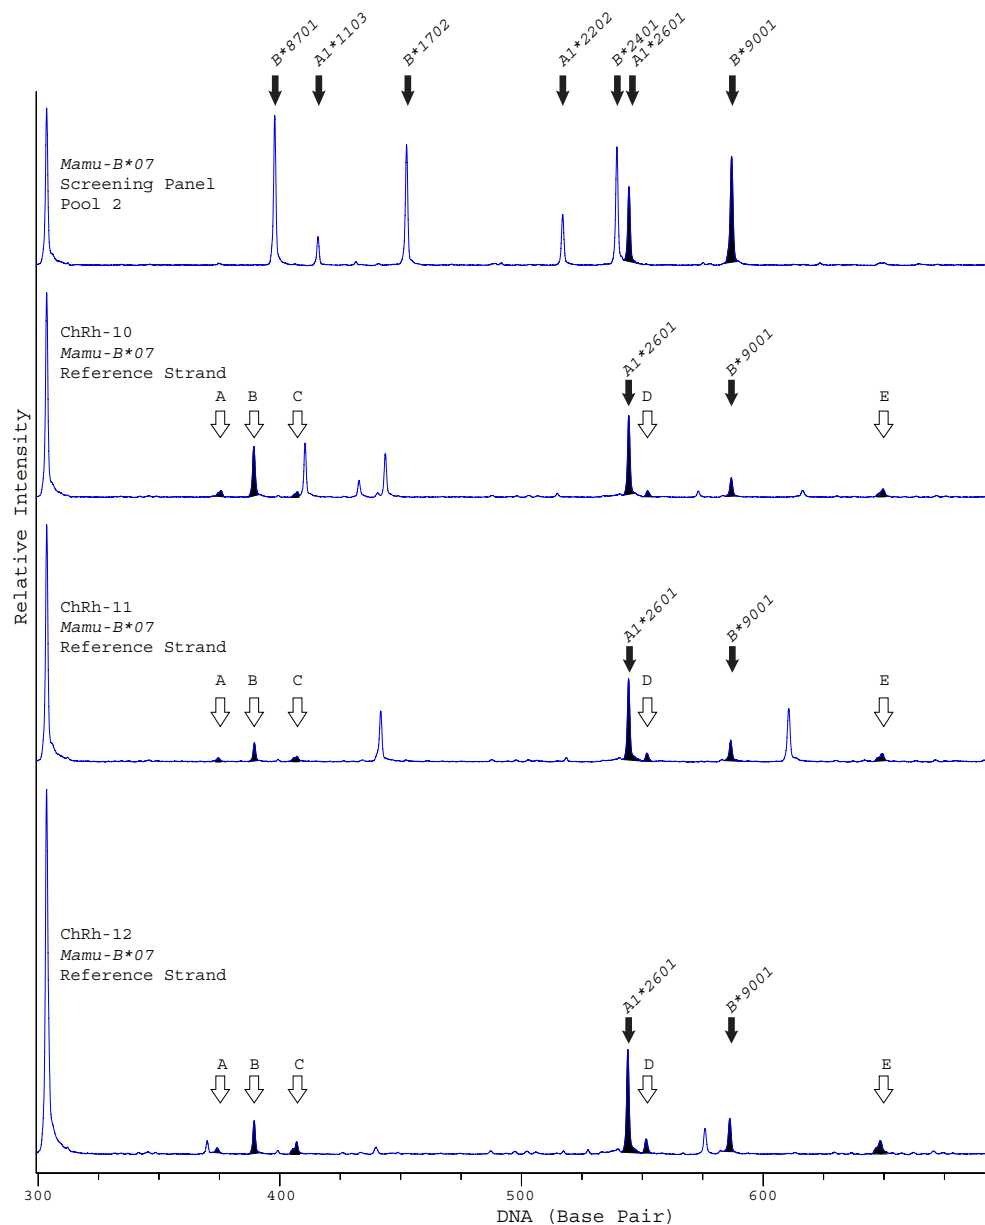 B*8701
A1*1103
B*1702
A1*2202
B*2401
A1*2601
B*9001
Mamu-B*07
Screening Panel
Pool 2
ChRh-10
Mamu-B*07
Reference Strand
A1*2601
B*9001
A
B
C
D
E
ChRh-11
Mamu-B*07
Reference Strand
A1*2601
B*9001
A
B
C
D
E
ChRh-12
Mamu-B*07
Reference Strand
A1*2601
B*9001
A
B
C
D
E
Relative Intensity
300
400
500
600
DNA (Base Pair)